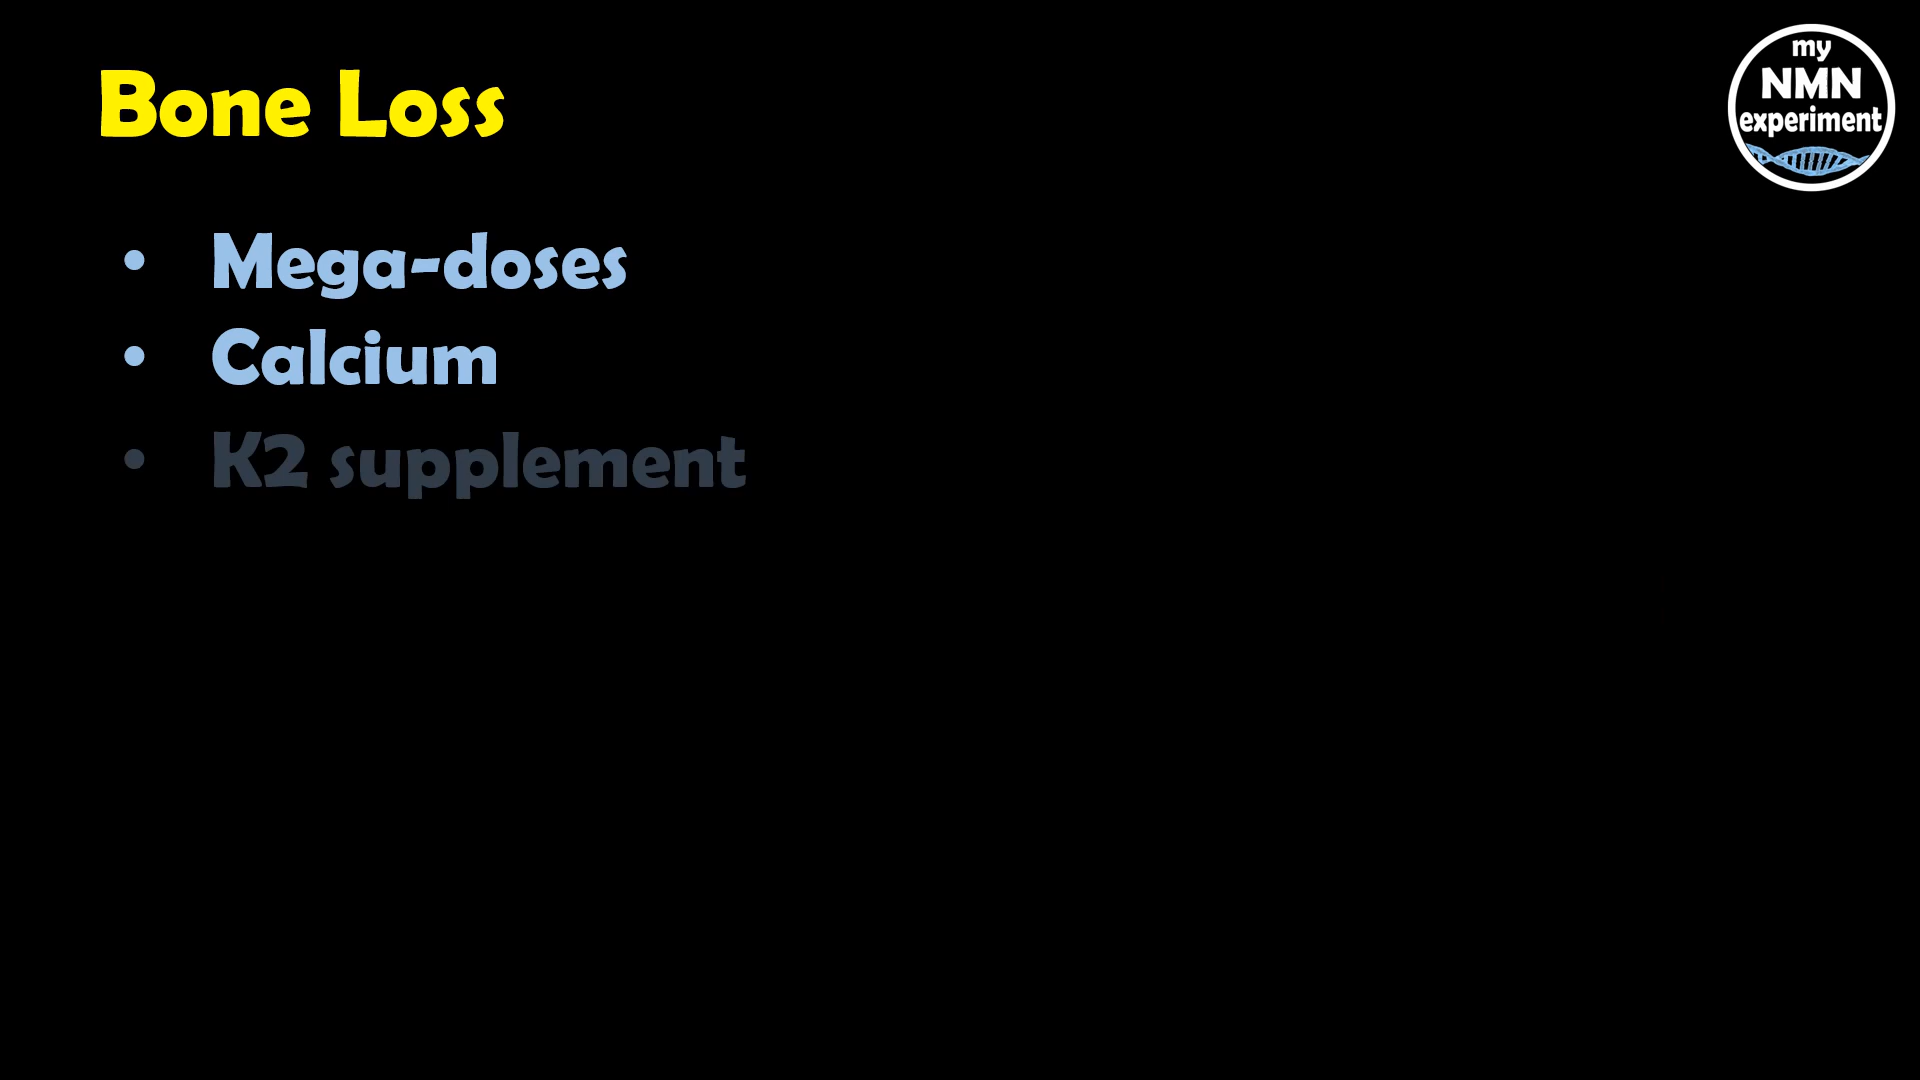 Bone Loss
my
NMN
experiment
• Mega-doses
• Calcium
• K2 supplement